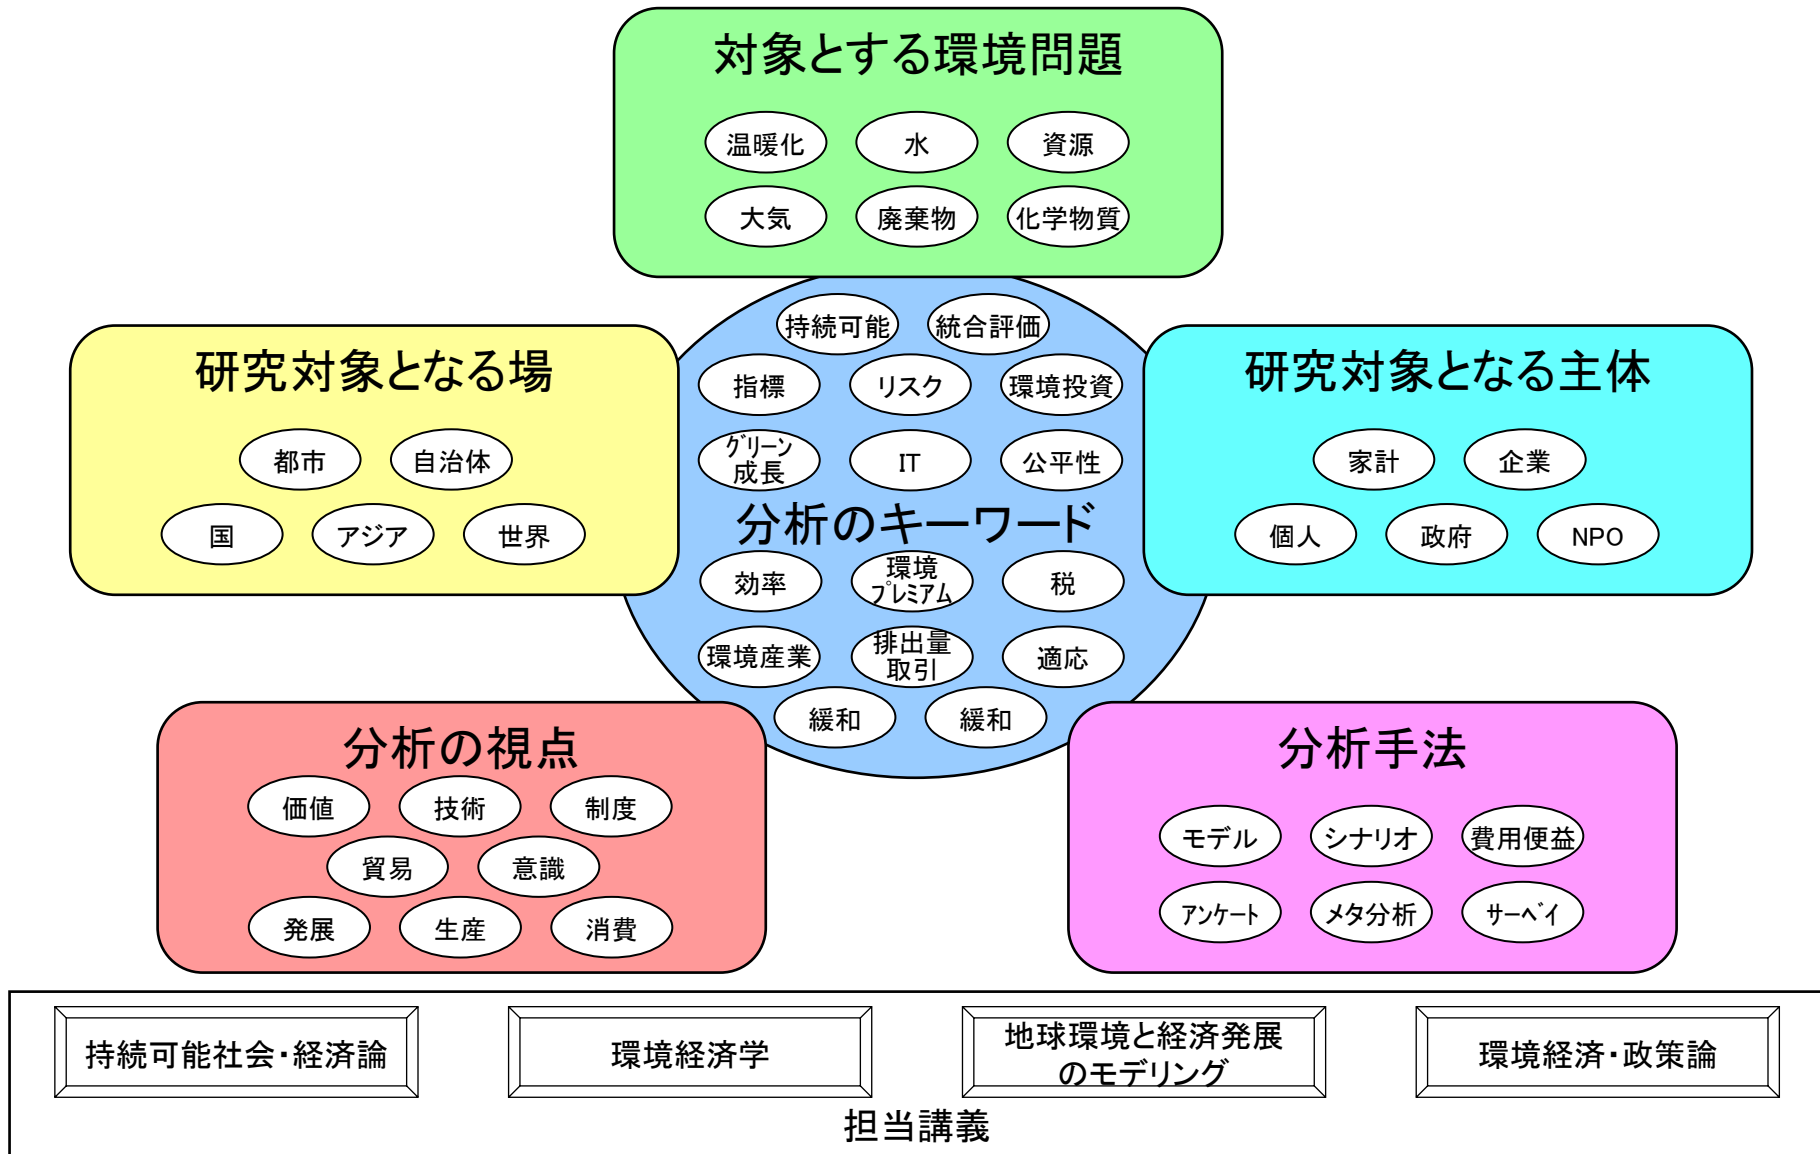 対象とする環境問題
温暖化 水 資源
大気 廃棄物 化学物質
研究対象となる場
都市 自治体
国 アジア 世界
分析のキーワード
持続可能 統合評価
指標 リスク 環境投資
グリーン
成長
IT 公平性
効率
環境
プレミアム
税
環境産業
排出量
取引
適応
緩和 緩和
研究対象となる主体
家計 企業
個人 政府 NPO
分析の視点
価値 技術 制度
貿易 意識
発展 生産 消費
分析手法
モデル シナリオ 費用便益
アンケート メタ分析 サーベイ
持続可能社会・経済論
環境経済学
地球環境と経済発展
のモデリング
環境経済・政策論
担当講義